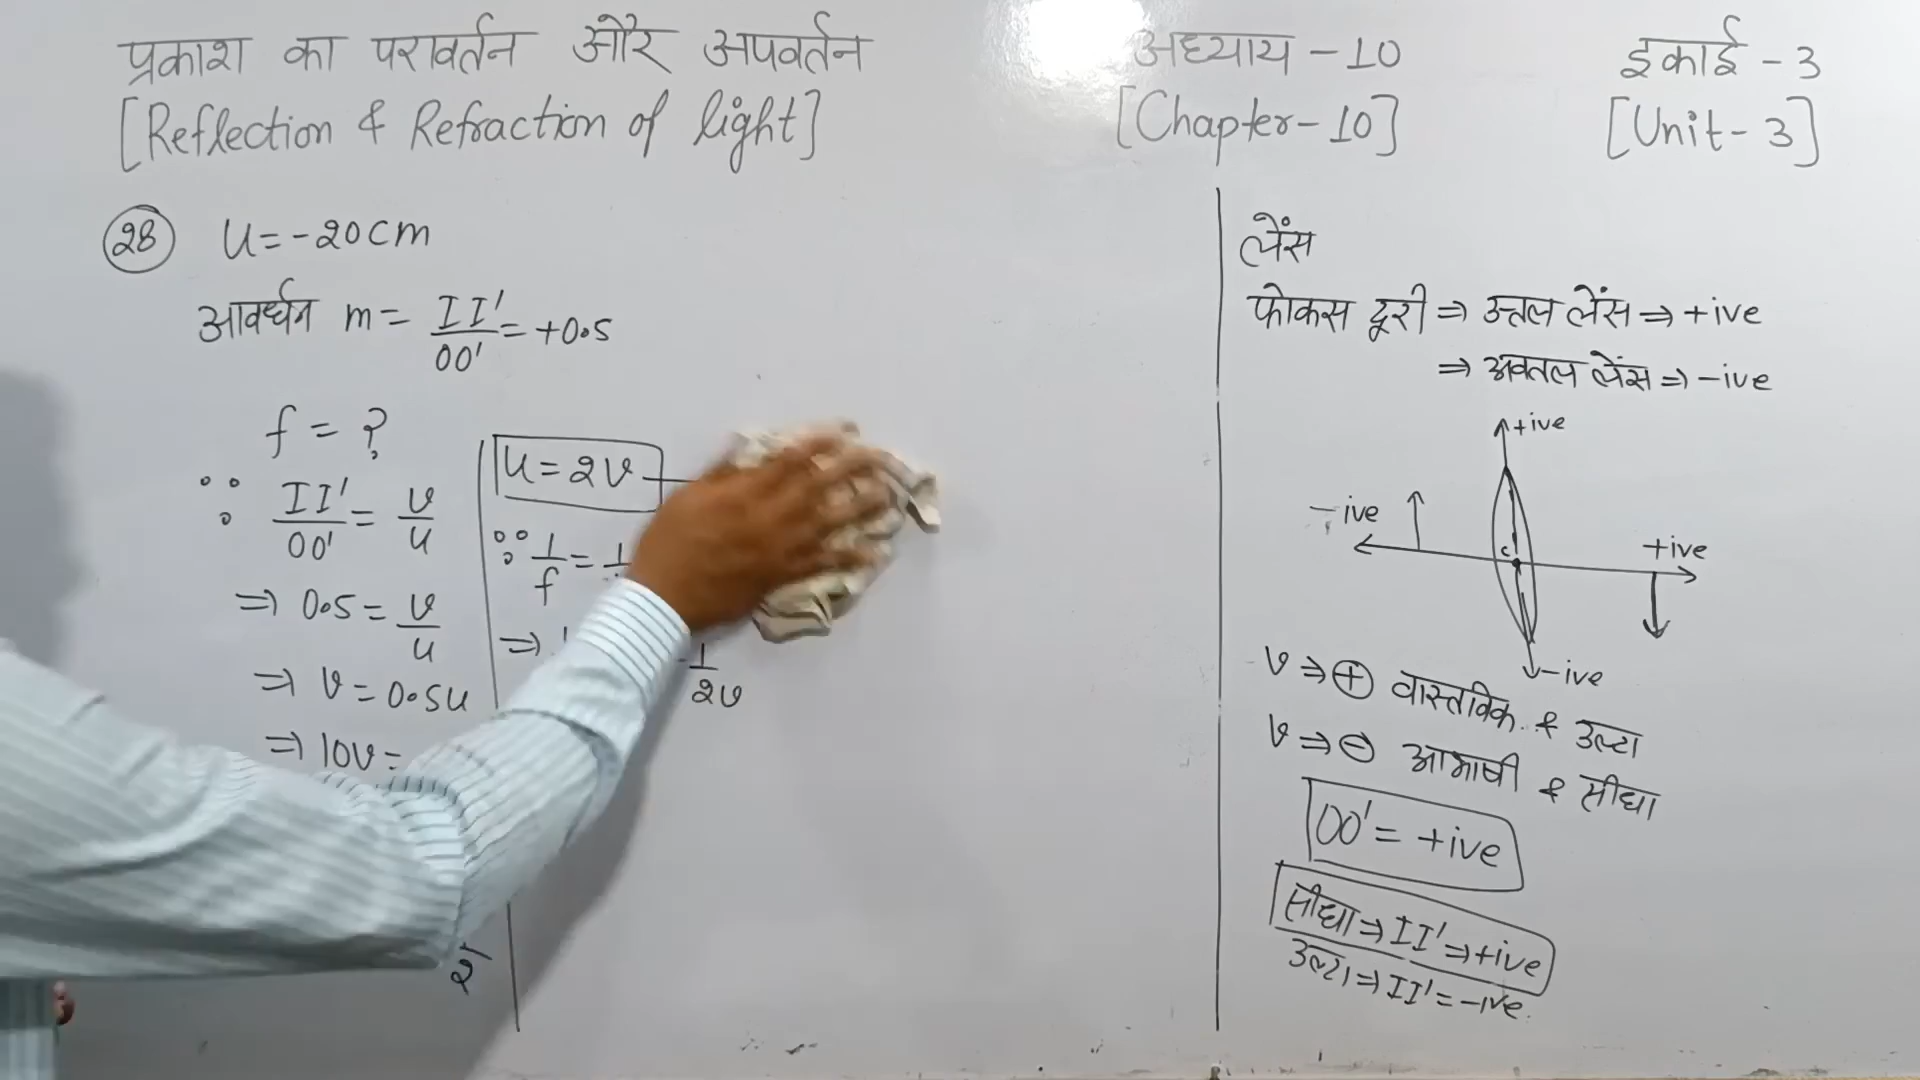 प्रकाश का परावर्तन और अपवर्तन
[Reflection & Refraction of light]
अध्याय - 10
[Chapter-10]
इकाई - 3
[Unit-3]
28 U = -20cm
आवर्धन m = II'/OO' = +0.5
f = ?
∵ II'/OO' = v/u
⇒ 0.5 = v/u
⇒ v = 0.5u
⇒ 10v =
2
u = 2v
∵ 1/f =
⇒
1/2v
लेंस
फोकस दूरी ⇒ उत्तल लेंस ⇒ +ive
⇒ अवतल लेंस ⇒ -ive
+ive
-ive
+ive
c
-ive
v ⇒ ⊕ वास्तविक & उल्टा
v ⇒ ⊖ आभाषी & सीधा
OO' = +ive
सीधा ⇒ II' ⇒ +ive
उल्टा ⇒ II' = -ive